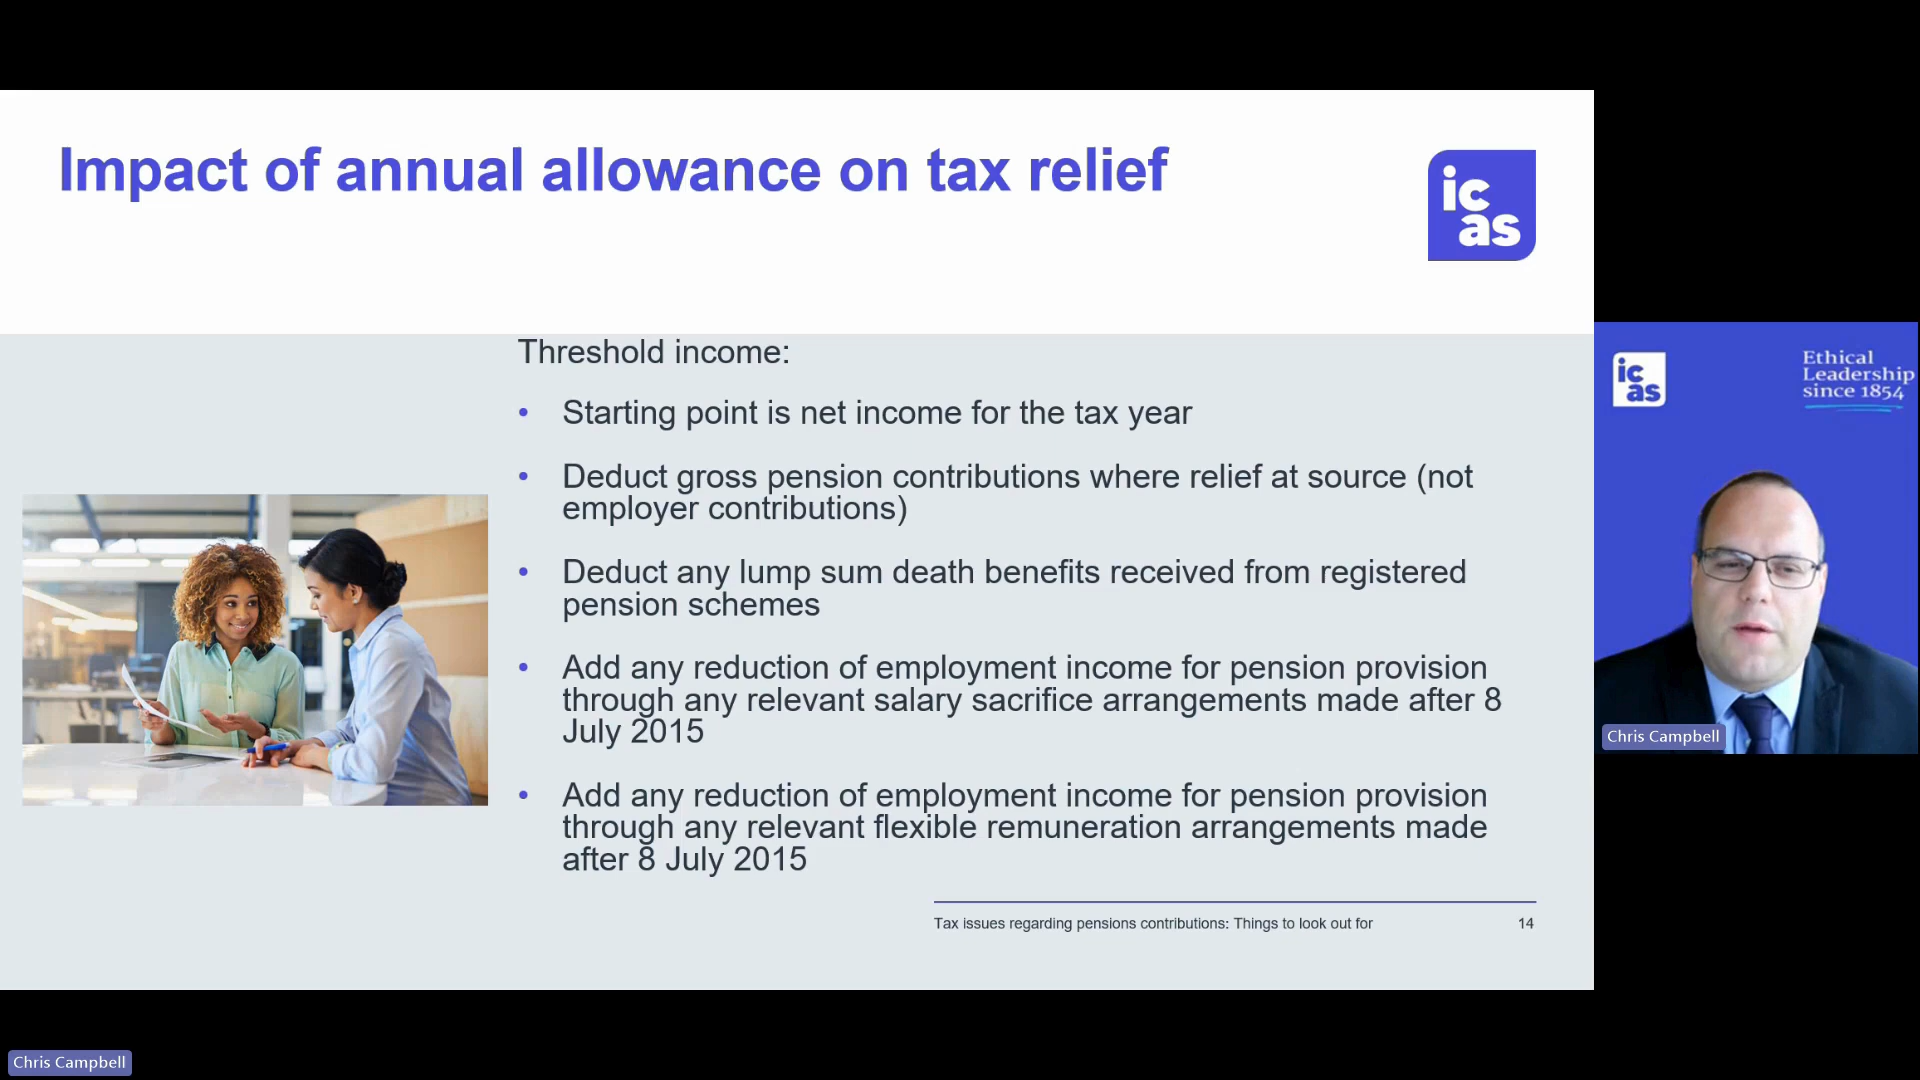 Impact of annual allowance on tax relief
ic
as
Threshold income:
• Starting point is net income for the tax year
• Deduct gross pension contributions where relief at source (not
employer contributions)
• Deduct any lump sum death benefits received from registered
pension schemes
• Add any reduction of employment income for pension provision
through any relevant salary sacrifice arrangements made after 8
July 2015
• Add any reduction of employment income for pension provision
through any relevant flexible remuneration arrangements made
after 8 July 2015
Tax issues regarding pensions contributions: Things to look out for 14
ic
as
Ethical
Leadership
since 1854
Chris Campbell
Chris Campbell